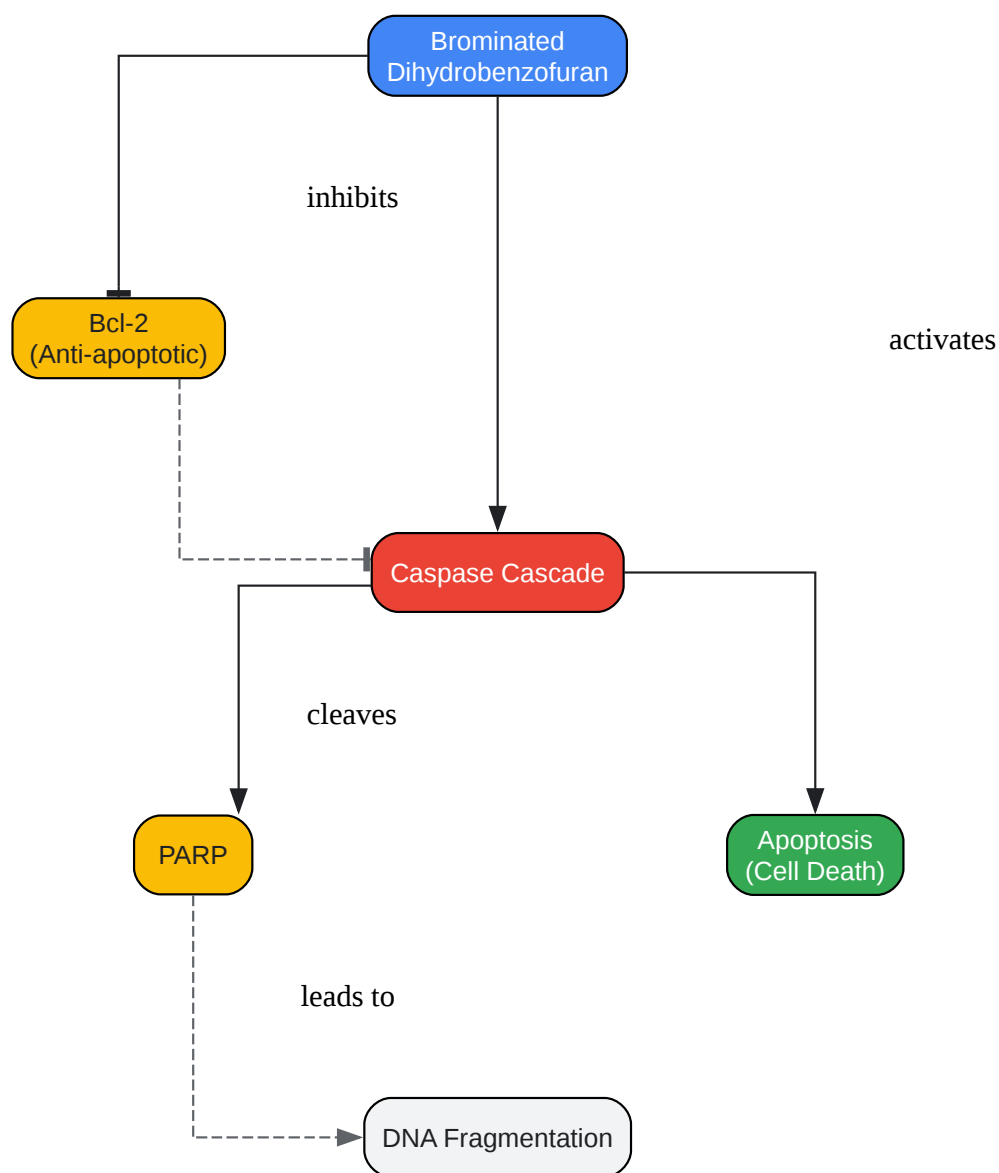 Brominated
Dihydrobenzofuran
inhibits
Bcl-2
(Anti-apoptotic)
activates
Caspase Cascade
cleaves
PARP
Apoptosis
(Cell Death)
leads to
DNA Fragmentation